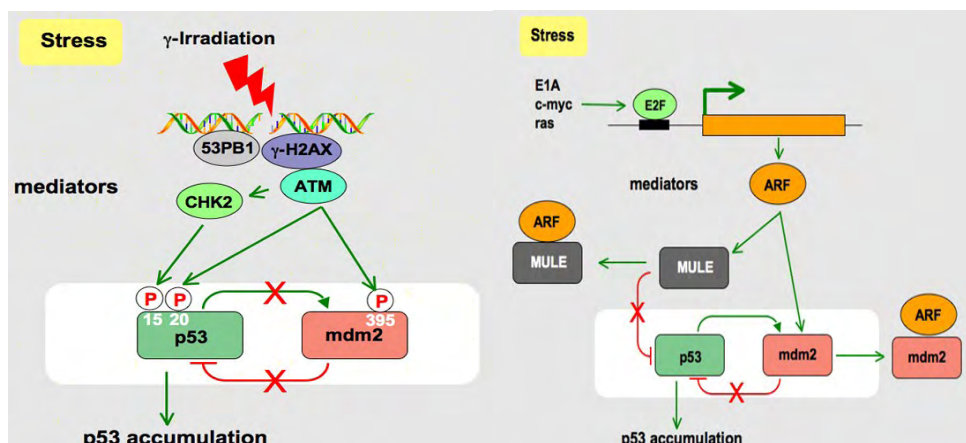 Stress
γ-Irradiation
53PB1
γ-H2AX
mediators
CHK2
ATM
P
P
P
15
20
395
p53
mdm2
p53 accumulation
Stress
E1A
c-myc
ras
E2F
mediators
ARF
ARF
MULE
MULE
p53
mdm2
ARF
mdm2
p53 accumulation